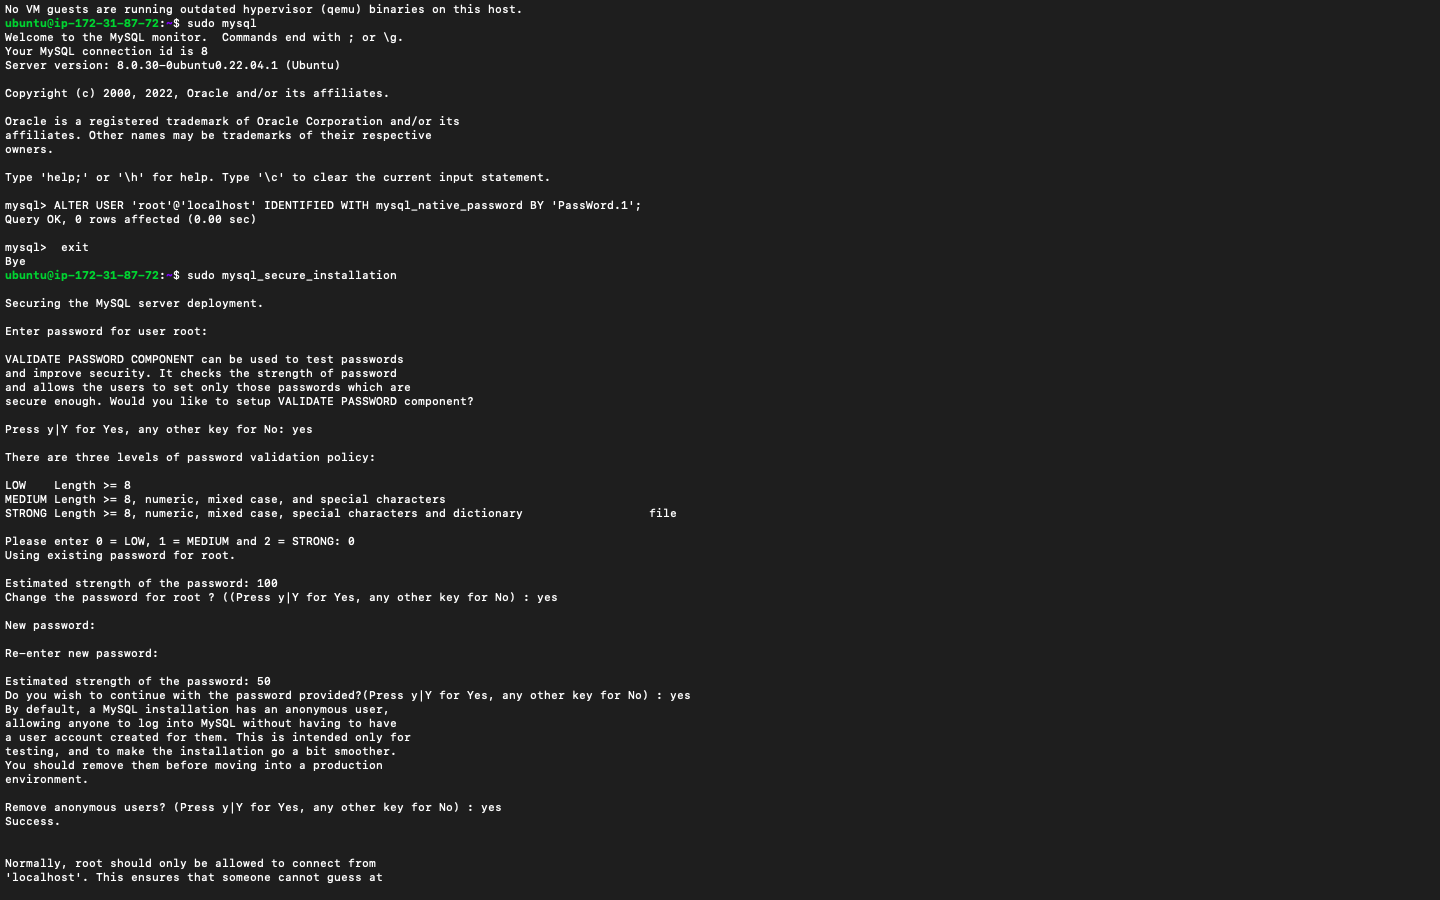 No VM guests are running outdated hypervisor (qemu) binaries on this host.
ubuntu@ip-172-31-87-72:~$ sudo mysql
Welcome to the MySQL monitor.  Commands end with ; or \g.
Your MySQL connection id is 8
Server version: 8.0.30-0ubuntu0.22.04.1 (Ubuntu)
Copyright (c) 2000, 2022, Oracle and/or its affiliates.
Oracle is a registered trademark of Oracle Corporation and/or its
affiliates. Other names may be trademarks of their respective
owners.
Type 'help;' or '\h' for help. Type '\c' to clear the current input statement.
mysql> ALTER USER 'root'@'localhost' IDENTIFIED WITH mysql_native_password BY 'PassWord.1';
Query OK, 0 rows affected (0.00 sec)
mysql>  exit
Bye
ubuntu@ip-172-31-87-72:~$ sudo mysql_secure_installation
Securing the MySQL server deployment.
Enter password for user root:
VALIDATE PASSWORD COMPONENT can be used to test passwords
and improve security. It checks the strength of password
and allows the users to set only those passwords which are
secure enough. Would you like to setup VALIDATE PASSWORD component?
Press y|Y for Yes, any other key for No: yes
There are three levels of password validation policy:
LOW    Length >= 8
MEDIUM Length >= 8, numeric, mixed case, and special characters
STRONG Length >= 8, numeric, mixed case, special characters and dictionary                  file
Please enter 0 = LOW, 1 = MEDIUM and 2 = STRONG: 0
Using existing password for root.
Estimated strength of the password: 100
Change the password for root ? ((Press y|Y for Yes, any other key for No) : yes
New password:
Re-enter new password:
Estimated strength of the password: 50
Do you wish to continue with the password provided?(Press y|Y for Yes, any other key for No) : yes
By default, a MySQL installation has an anonymous user,
allowing anyone to log into MySQL without having to have
a user account created for them. This is intended only for
testing, and to make the installation go a bit smoother.
You should remove them before moving into a production
environment.
Remove anonymous users? (Press y|Y for Yes, any other key for No) : yes
Success.
Normally, root should only be allowed to connect from
'localhost'. This ensures that someone cannot guess at